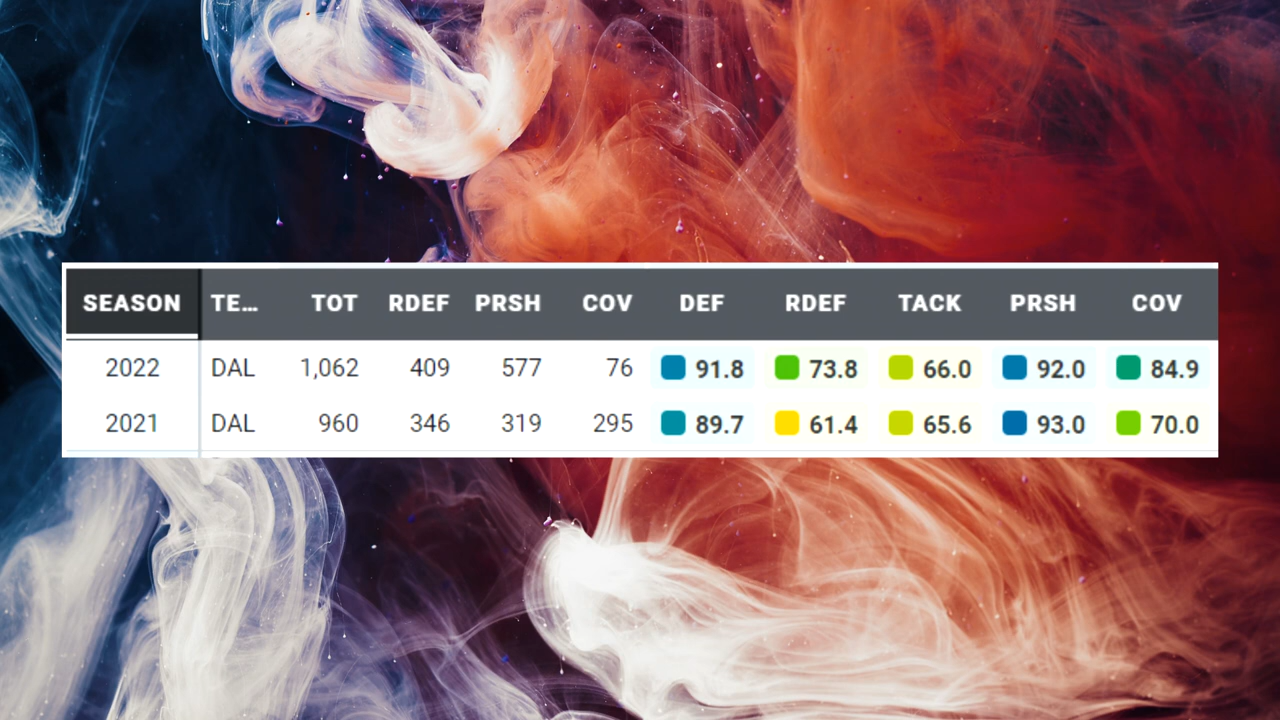 SEASON TE... TOT RDEF PRSH COV DEF RDEF TACK PRSH COV
2022 DAL 1,062 409 577 76 91.8 73.8 66.0 92.0 84.9
2021 DAL 960 346 319 295 89.7 61.4 65.6 93.0 70.0